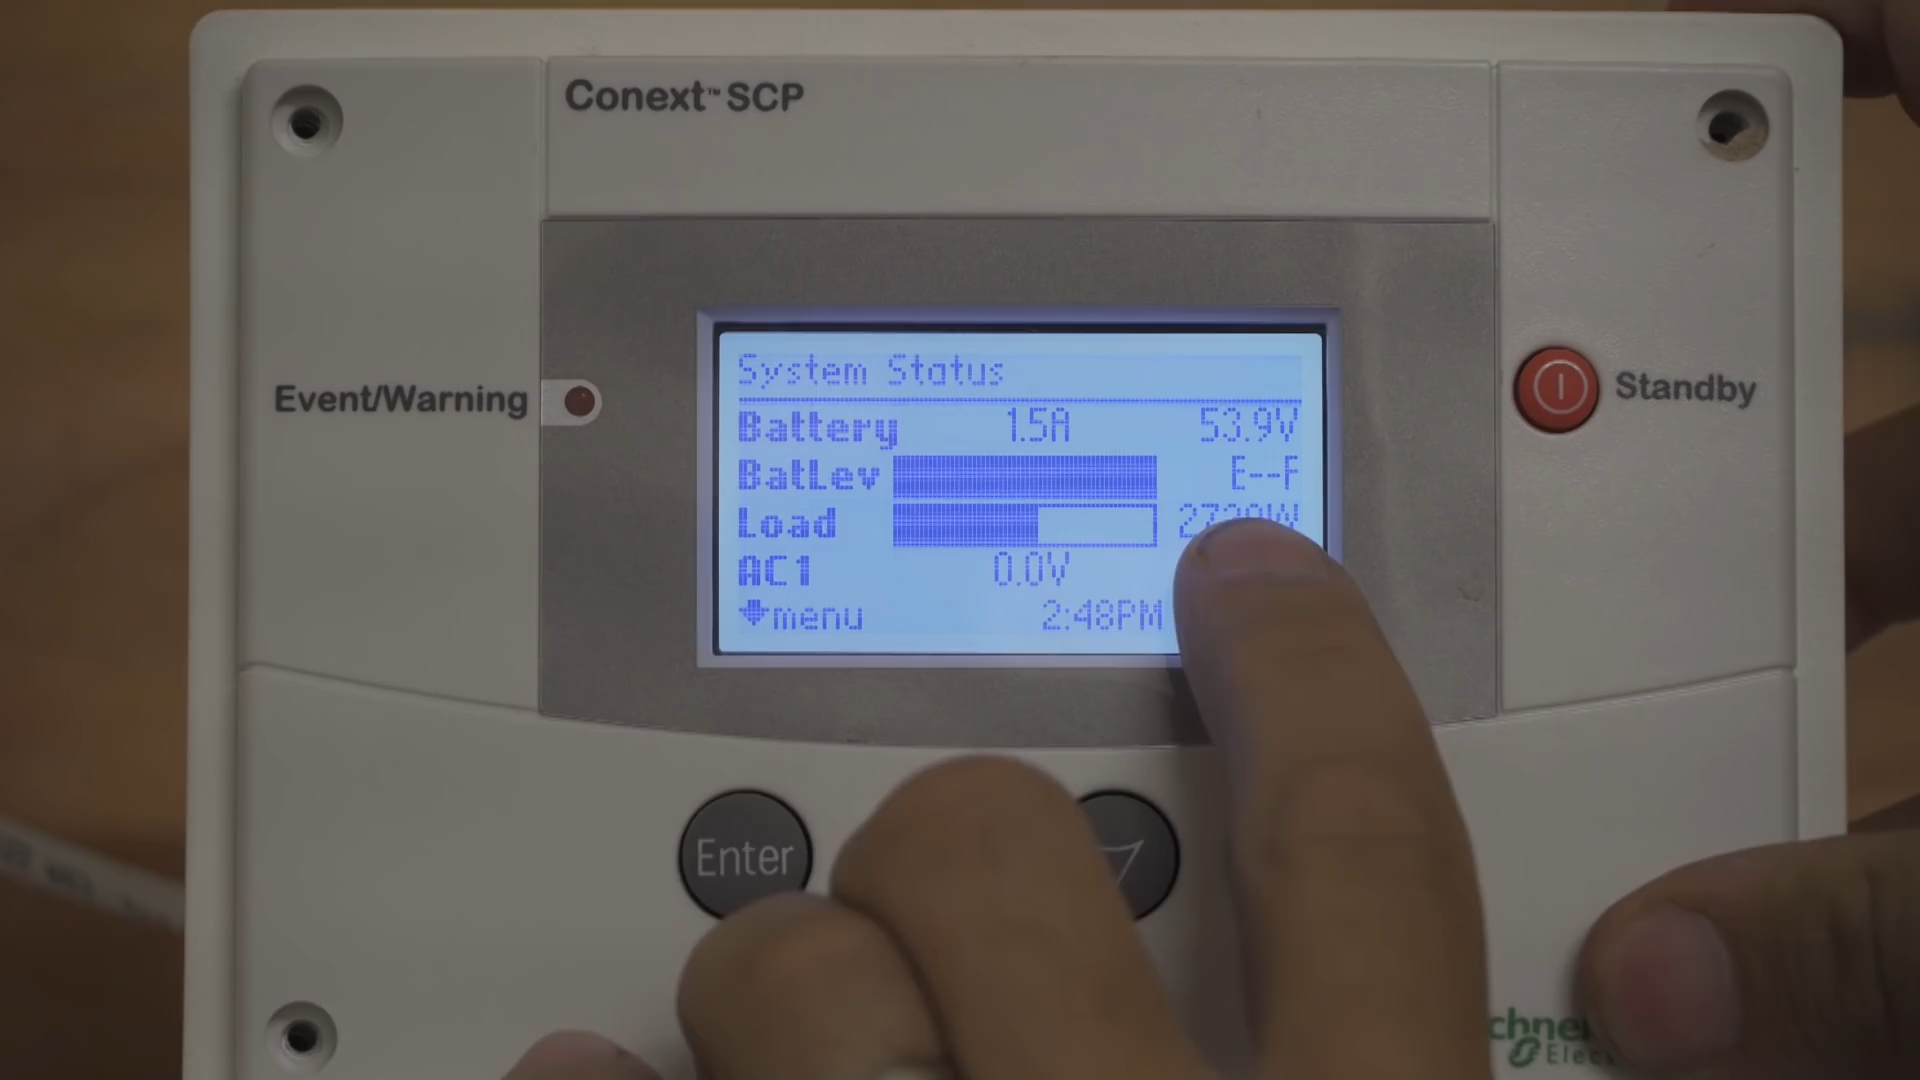 Conext™ SCP
Event/Warning
Standby
System Status
Battery 1.5A 53.9V
BatLev E--F
Load
AC1 0.0V
menu 2:48PM
Enter